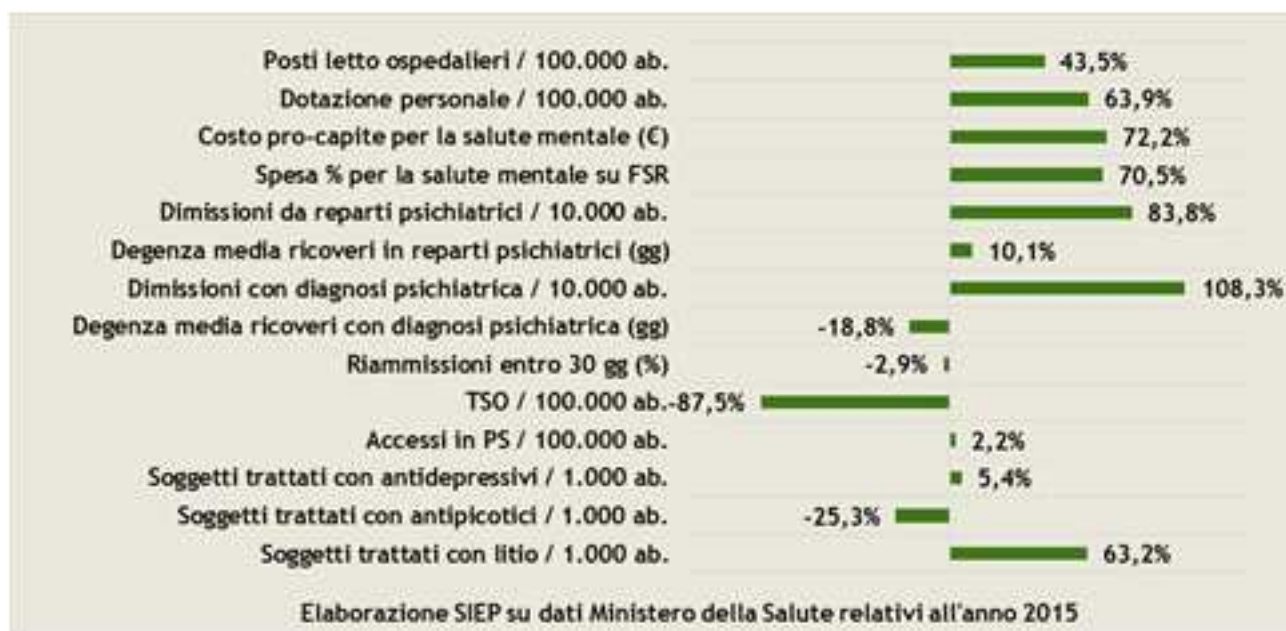 Posti letto ospedalieri / 100.000 ab. 43,5%
Dotazione personale / 100.000 ab. 63,9%
Costo pro-capite per la salute mentale (€) 72,2%
Spesa % per la salute mentale su FSR 70,5%
Dimissioni da reparti psichiatrici / 10.000 ab. 83,8%
Degenza media ricoveri in reparti psichiatrici (gg) 10,1%
Dimissioni con diagnosi psichiatrica / 10.000 ab. 108,3%
Degenza media ricoveri con diagnosi psichiatrica (gg) -18,8%
Riammissioni entro 30 gg (%) -2,9%
TSO / 100.000 ab. -87,5%
Accessi in PS / 100.000 ab. 2,2%
Soggetti trattati con antidepressivi / 1.000 ab. 5,4%
Soggetti trattati con antipicotici / 1.000 ab. -25,3%
Soggetti trattati con litio / 1.000 ab. 63,2%
Elaborazione SIEP su dati Ministero della Salute relativi all'anno 2015